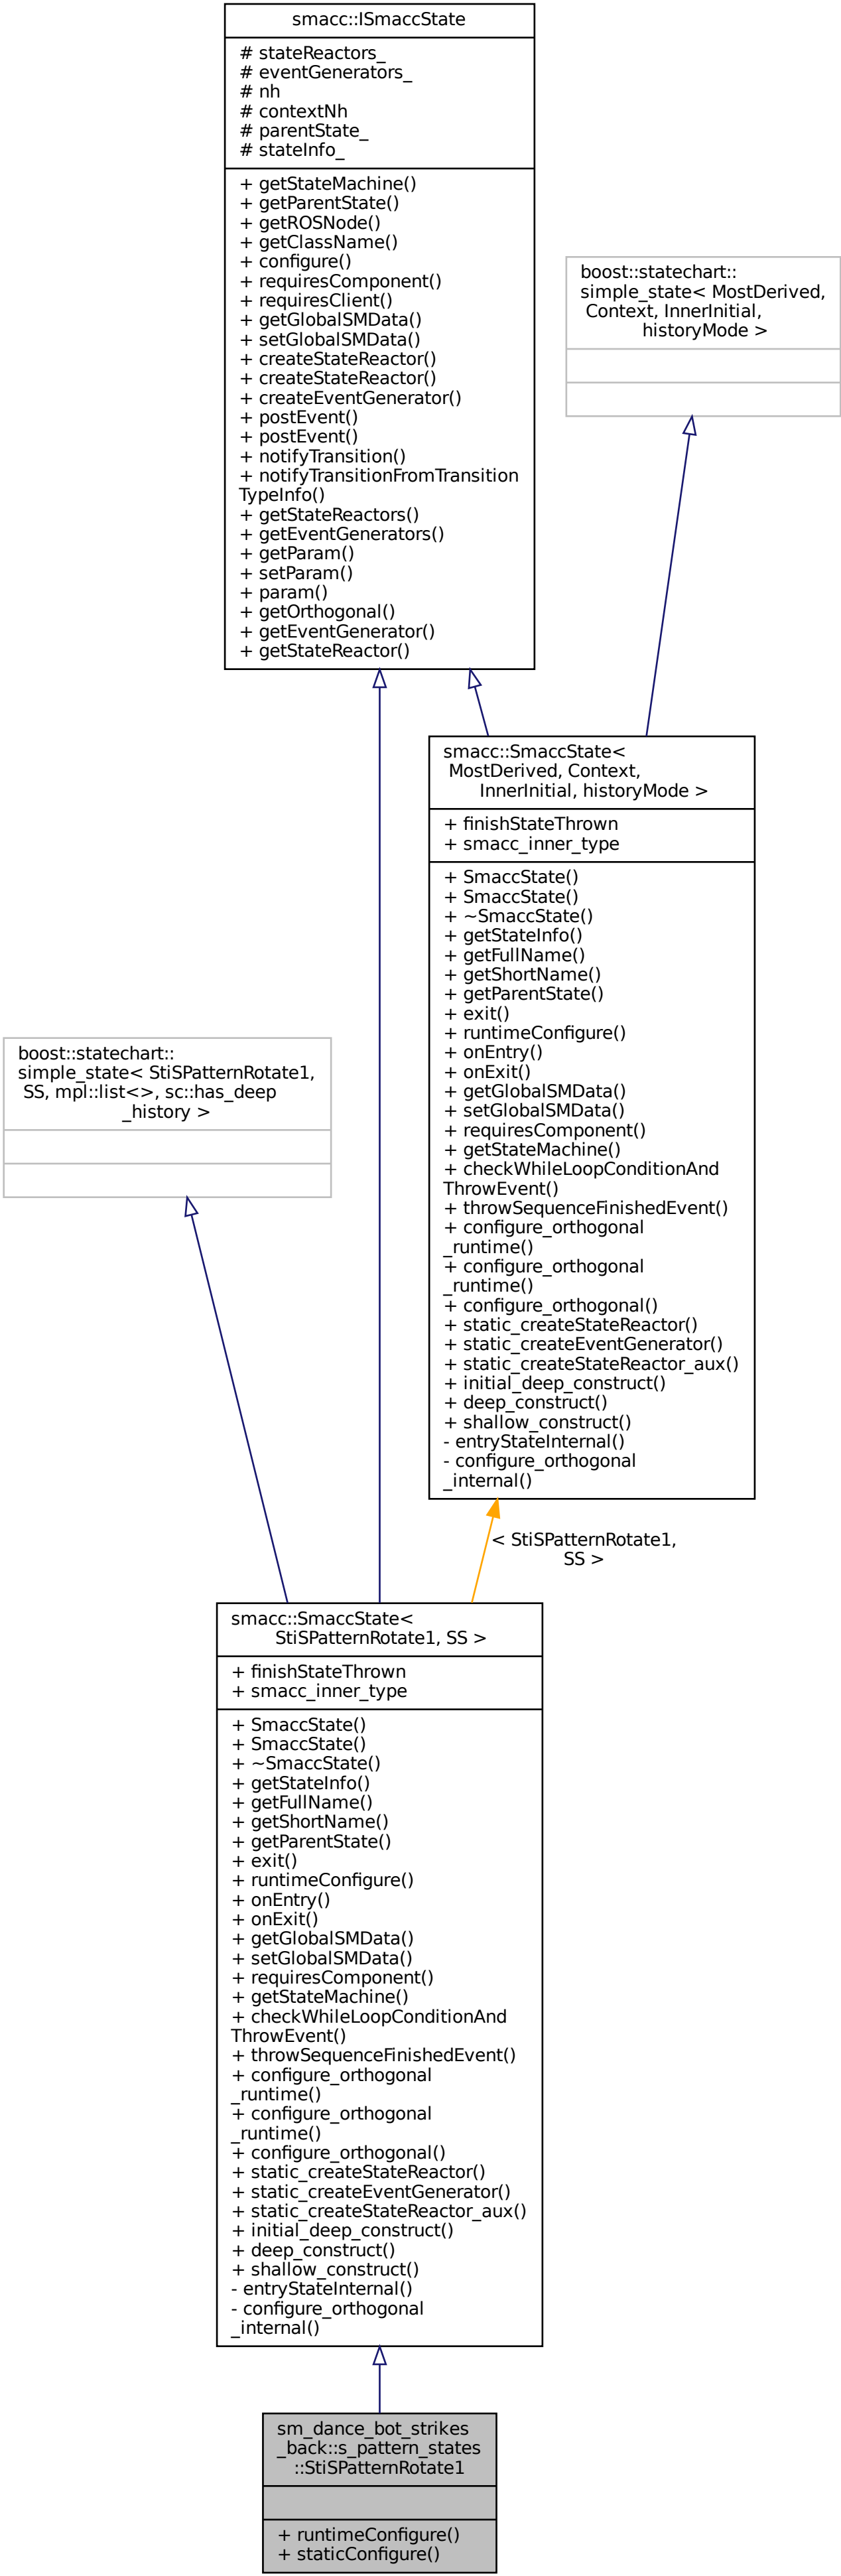 smacc::ISmaccState
# stateReactors_
# eventGenerators_
# nh
# contextNh
# parentState_
# stateInfo_
+ getStateMachine()
+ getParentState()
+ getROSNode()
+ getClassName()
+ configure()
+ requiresComponent()
+ requiresClient()
+ getGlobalSMData()
+ setGlobalSMData()
+ createStateReactor()
+ createStateReactor()
+ createEventGenerator()
+ postEvent()
+ postEvent()
+ notifyTransition()
+ notifyTransitionFromTransition
TypeInfo()
+ getStateReactors()
+ getEventGenerators()
+ getParam()
+ setParam()
+ param()
+ getOrthogonal()
+ getEventGenerator()
+ getStateReactor()
boost::statechart::
simple_state< MostDerived,
Context, InnerInitial,
historyMode >
smacc::SmaccState<
MostDerived, Context,
InnerInitial, historyMode >
+ finishStateThrown
+ smacc_inner_type
+ SmaccState()
+ SmaccState()
+ ~SmaccState()
+ getStateInfo()
+ getFullName()
+ getShortName()
+ getParentState()
+ exit()
+ runtimeConfigure()
+ onEntry()
+ onExit()
+ getGlobalSMData()
+ setGlobalSMData()
+ requiresComponent()
+ getStateMachine()
+ checkWhileLoopConditionAnd
ThrowEvent()
+ throwSequenceFinishedEvent()
+ configure_orthogonal
_runtime()
+ configure_orthogonal
_runtime()
+ configure_orthogonal()
+ static_createStateReactor()
+ static_createEventGenerator()
+ static_createStateReactor_aux()
+ initial_deep_construct()
+ deep_construct()
+ shallow_construct()
- entryStateInternal()
- configure_orthogonal
_internal()
boost::statechart::
simple_state< StiSPatternRotate1,
SS, mpl::list<>, sc::has_deep
_history >
< StiSPatternRotate1,
SS >
smacc::SmaccState<
StiSPatternRotate1, SS >
+ finishStateThrown
+ smacc_inner_type
+ SmaccState()
+ SmaccState()
+ ~SmaccState()
+ getStateInfo()
+ getFullName()
+ getShortName()
+ getParentState()
+ exit()
+ runtimeConfigure()
+ onEntry()
+ onExit()
+ getGlobalSMData()
+ setGlobalSMData()
+ requiresComponent()
+ getStateMachine()
+ checkWhileLoopConditionAnd
ThrowEvent()
+ throwSequenceFinishedEvent()
+ configure_orthogonal
_runtime()
+ configure_orthogonal
_runtime()
+ configure_orthogonal()
+ static_createStateReactor()
+ static_createEventGenerator()
+ static_createStateReactor_aux()
+ initial_deep_construct()
+ deep_construct()
+ shallow_construct()
- entryStateInternal()
- configure_orthogonal
_internal()
sm_dance_bot_strikes
_back::s_pattern_states
::StiSPatternRotate1
+ runtimeConfigure()
+ staticConfigure()